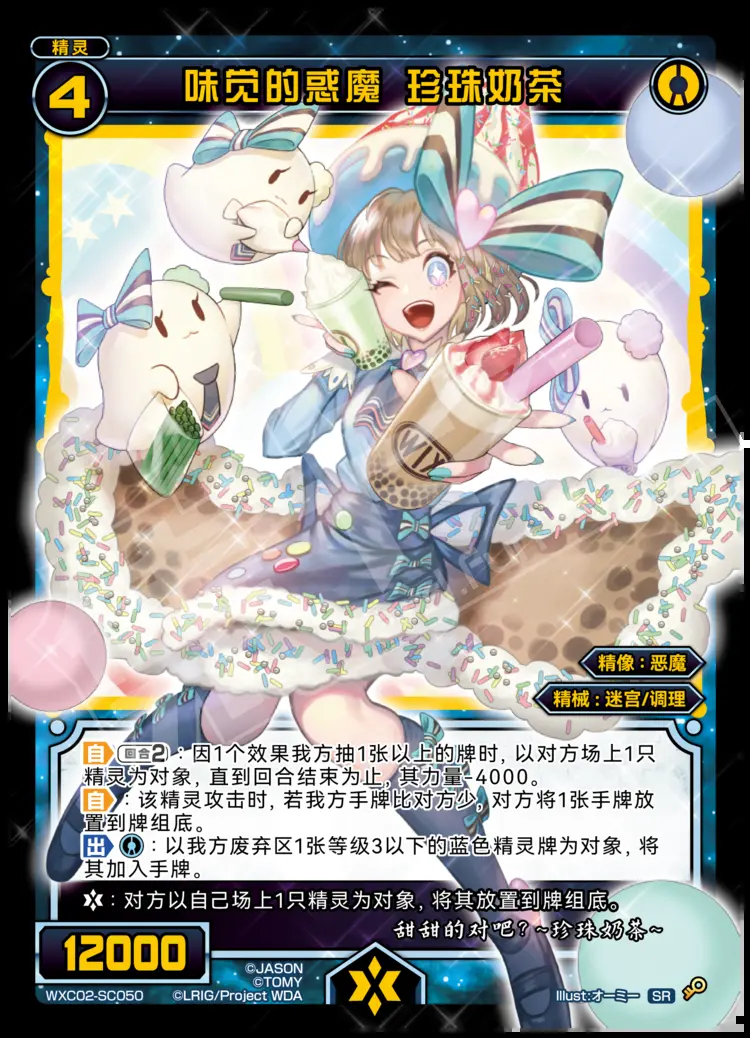 精灵
4
味觉的惑魔 珍珠奶茶
WIX
精像:恶魔
精械:迷宫/调理
自 回合2:因1个效果我方抽1张以上的牌时, 以对方场上1只
精灵为对象, 直到回合结束为止, 其力量-4000。
自:该精灵攻击时, 若我方手牌比对方少, 对方将1张手牌放
置到牌组底。
出 :以我方废弃区1张等级3以下的蓝色精灵牌为对象, 将
其加入手牌。
:对方以自己场上1只精灵为对象, 将其放置到牌组底。
甜甜的对吧?~珍珠奶茶~
12000
©JASON
©TOMY
WXC02-SC050 ©LRIG/Project WDA
Illust:オーミー SR